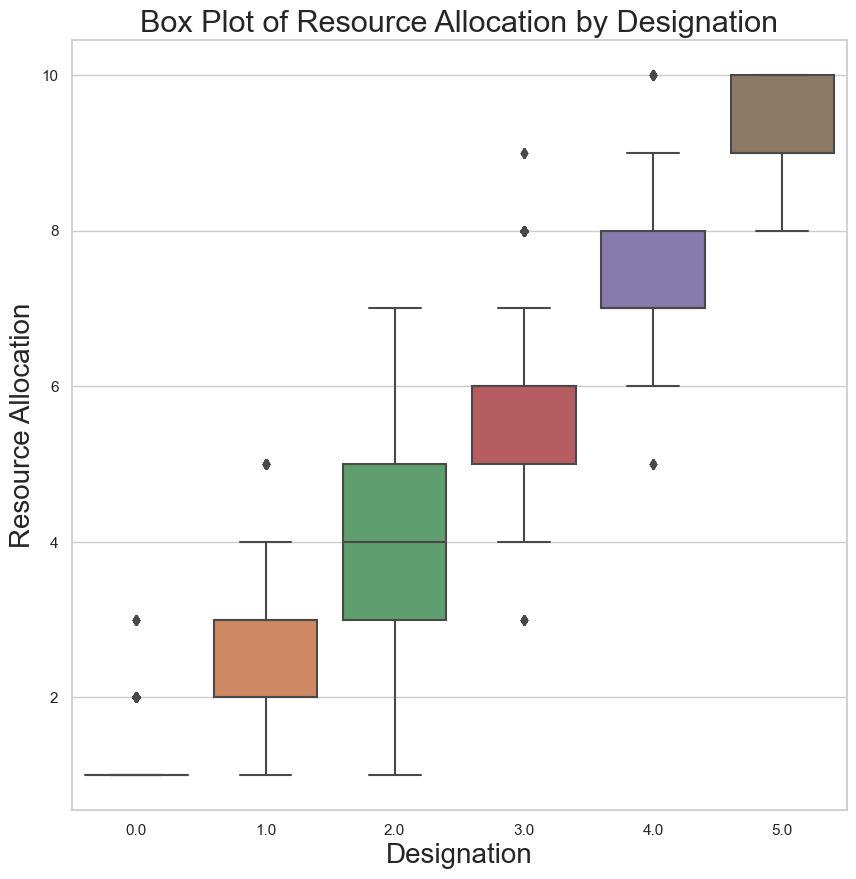 Box Plot of Resource Allocation by Designation
10
8
6
4
2
Resource Allocation
0.0 1.0 2.0 3.0 4.0 5.0
Designation